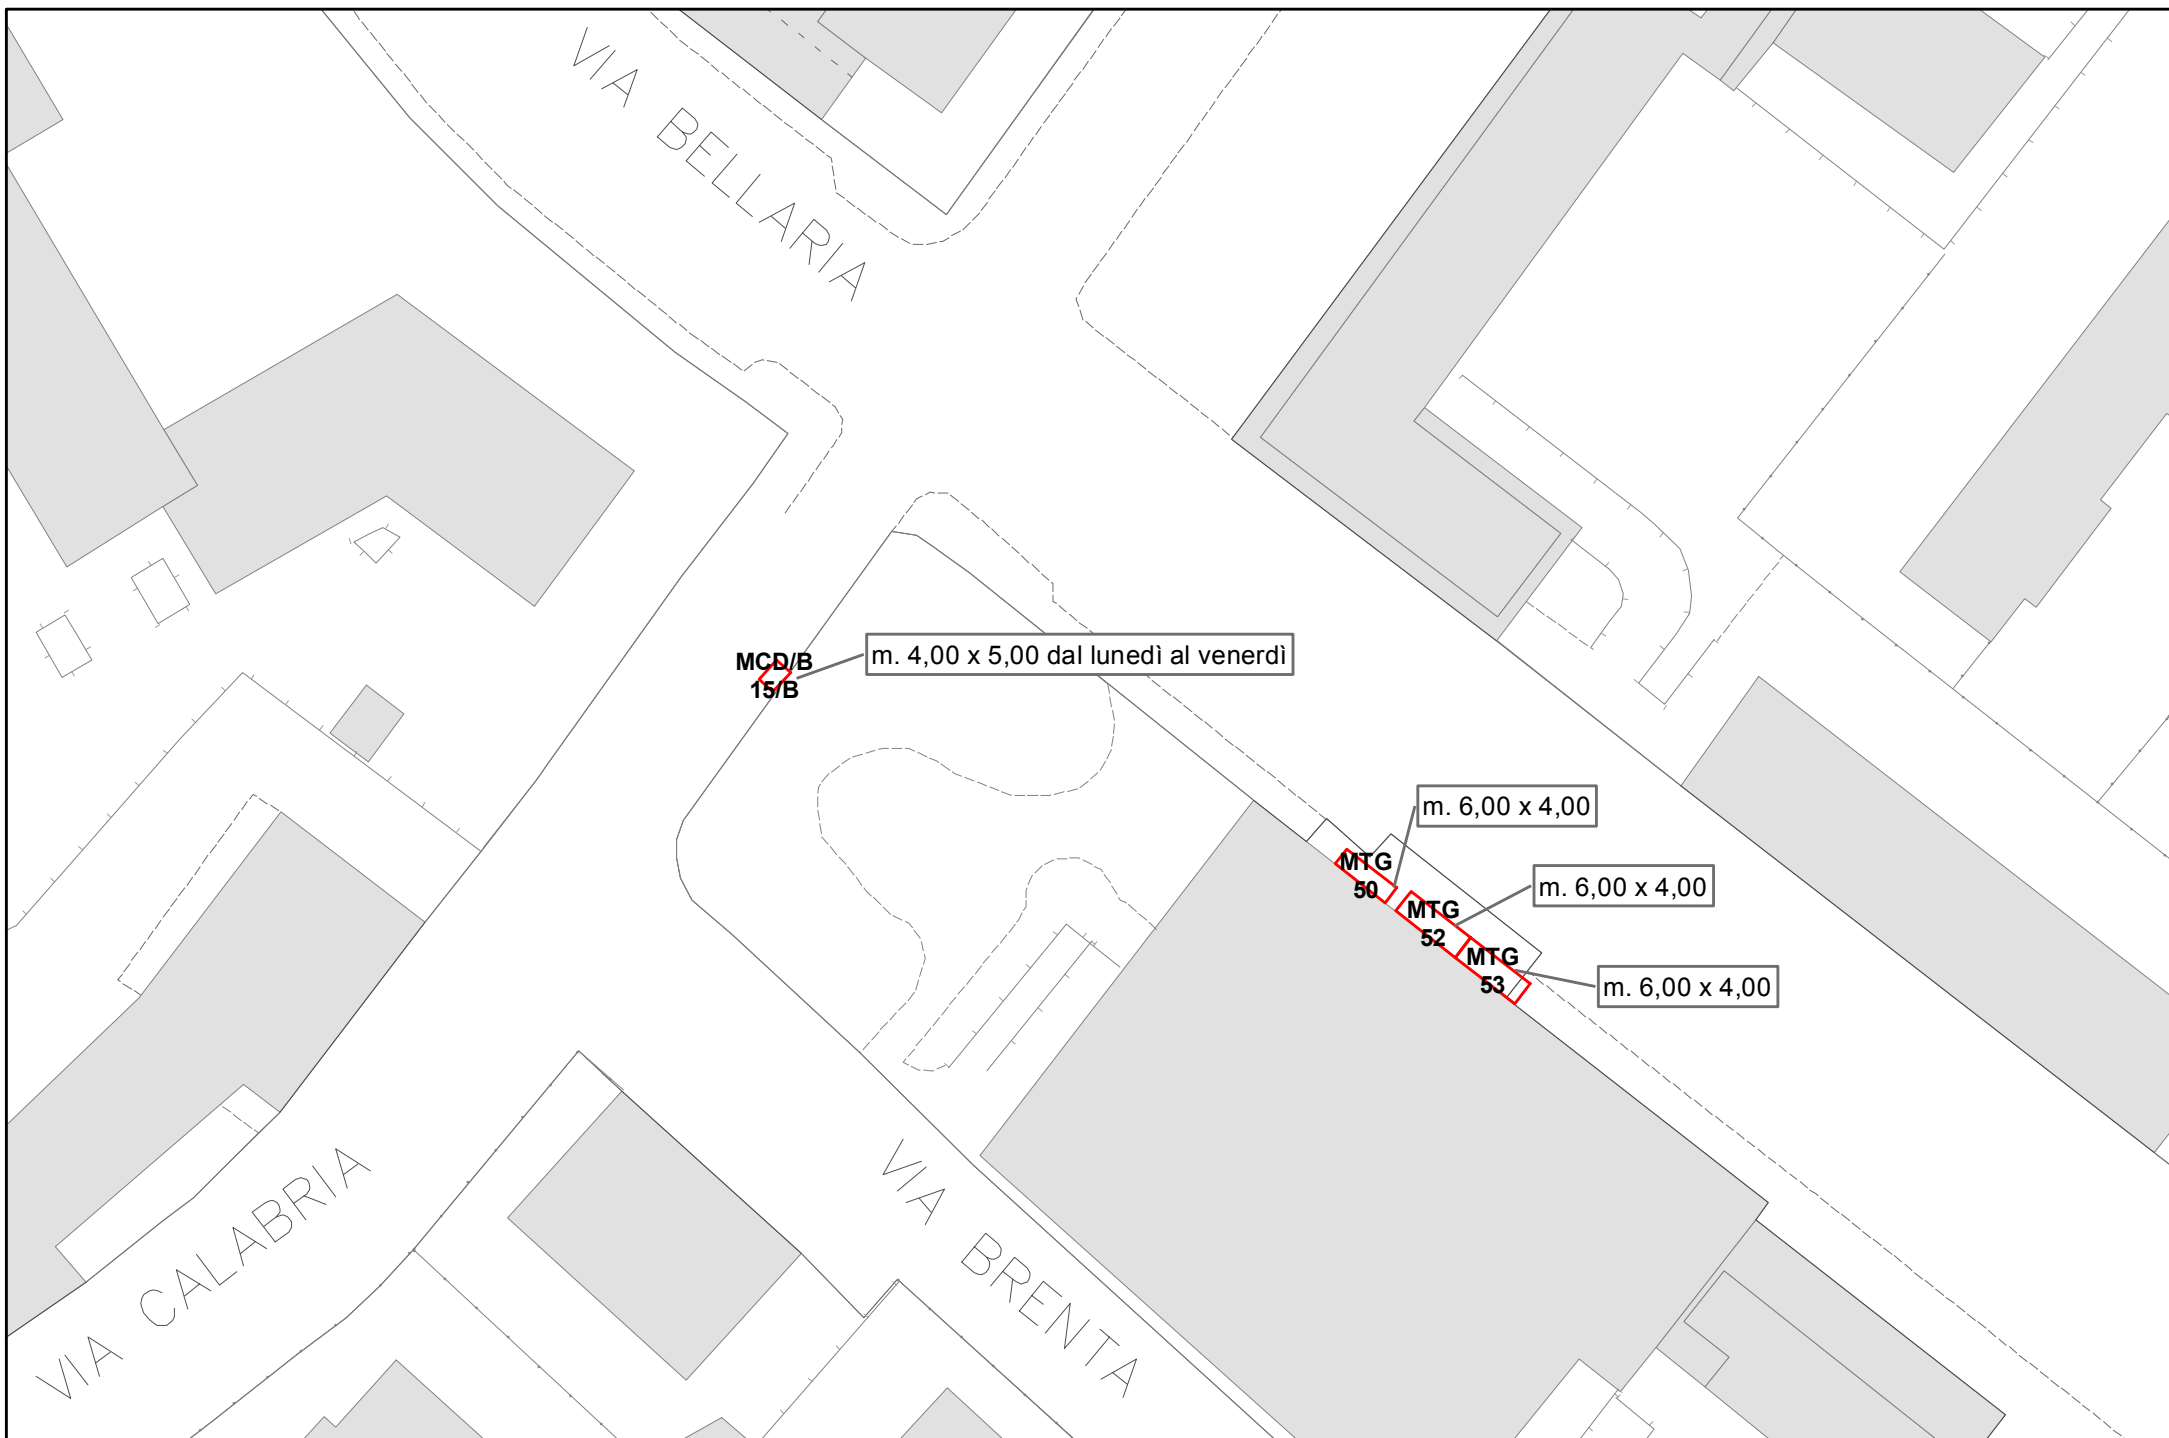 VIA BELLARIA
MCD/B
15/B
m. 4,00 x 5,00 dal lunedì al venerdì
m. 6,00 x 4,00
MTG
50
m. 6,00 x 4,00
MTG
52
MTG
53
m. 6,00 x 4,00
VIA CALABRIA
VIA BRENTA